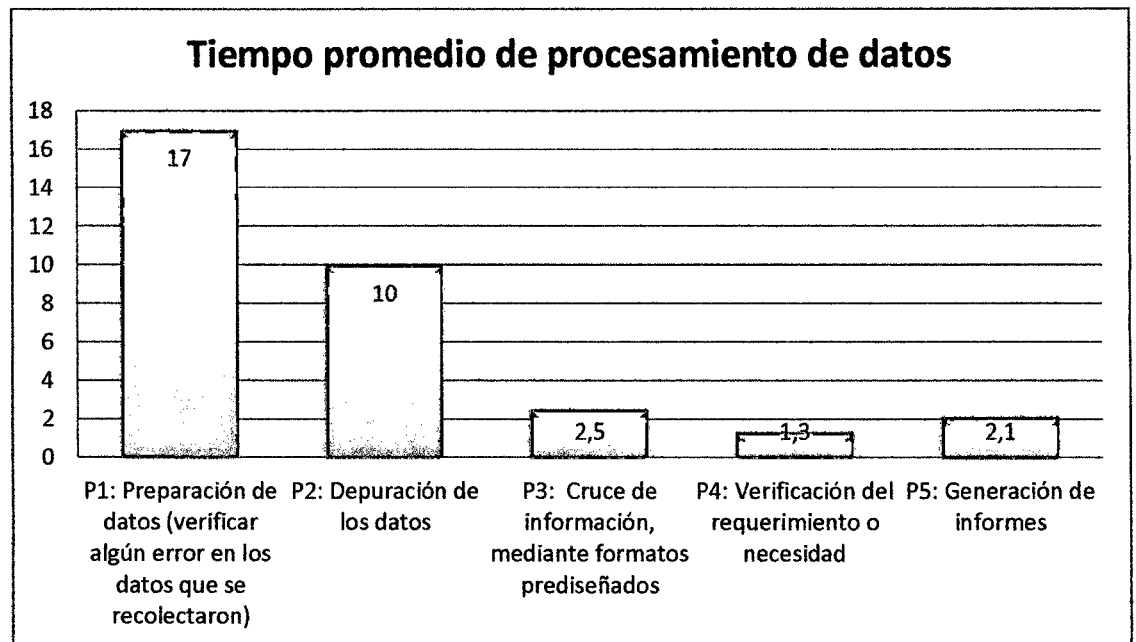 Tiempo promedio de procesamiento de datos
18
16
14
12
10
8
6
4
2
0
17
10
2,5
1,3
2,1
P1: Preparación de
datos (verificar
algún error en los
datos que se
recolectaron)
P2: Depuración de
los datos
P3: Cruce de
información,
mediante formatos
prediseñados
P4: Verificación del
requerimiento o
necesidad
P5: Generación de
informes